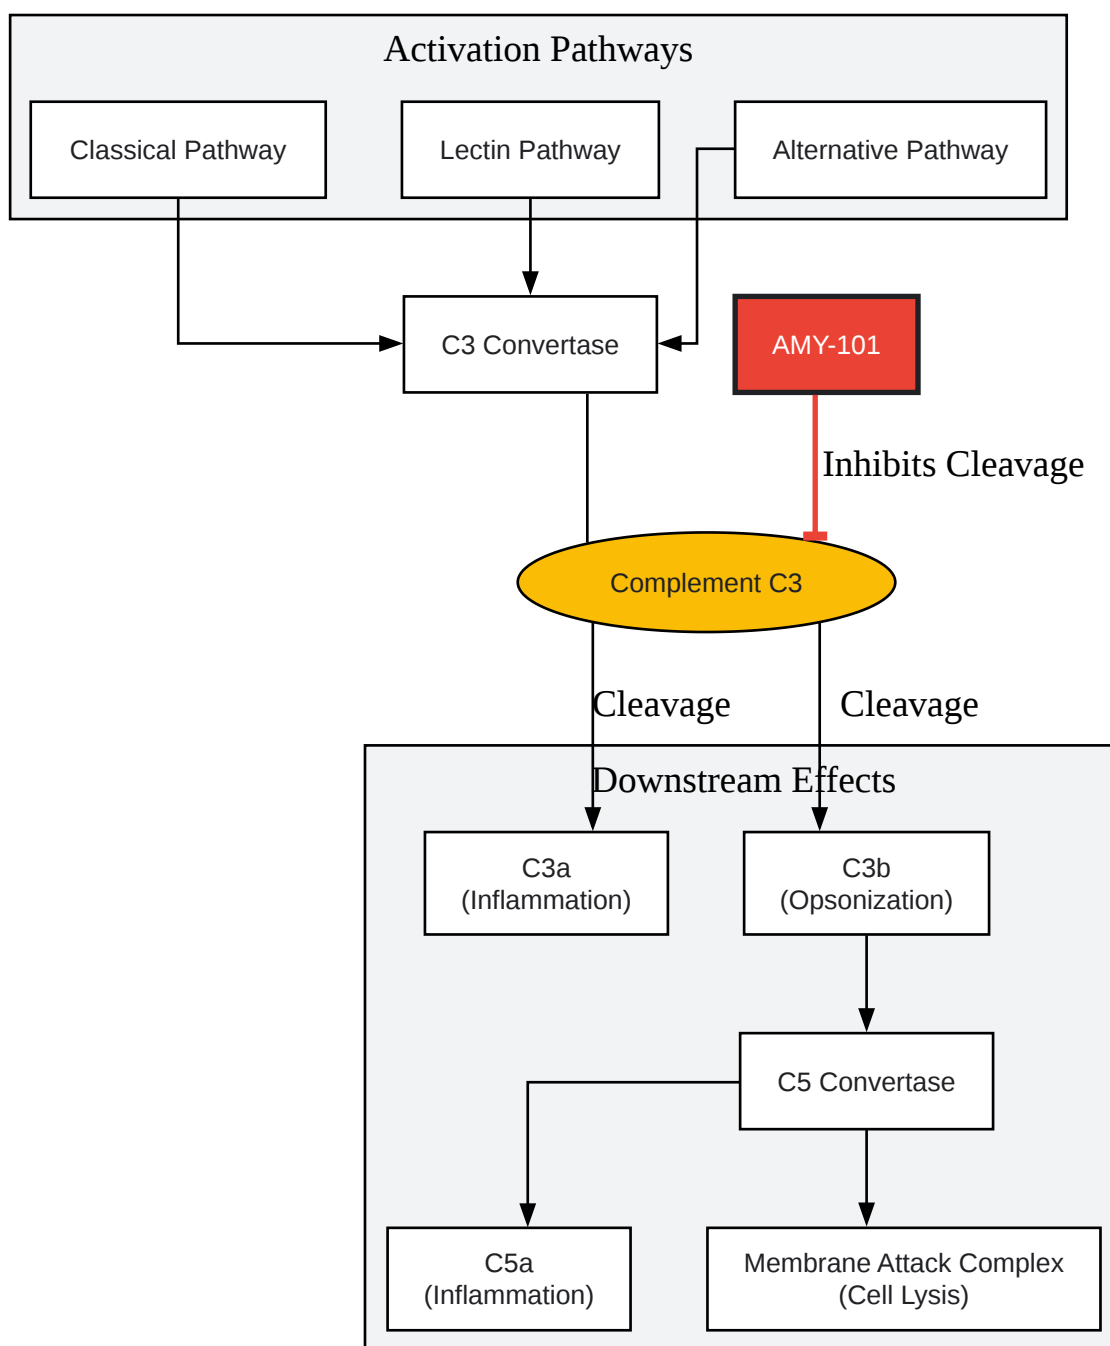 Activation Pathways
Classical Pathway
Lectin Pathway
Alternative Pathway
C3 Convertase
AMY-101
Inhibits Cleavage
Complement C3
Cleavage
Cleavage
Downstream Effects
C3a
(Inflammation)
C3b
(Opsonization)
C5 Convertase
C5a
(Inflammation)
Membrane Attack Complex
(Cell Lysis)